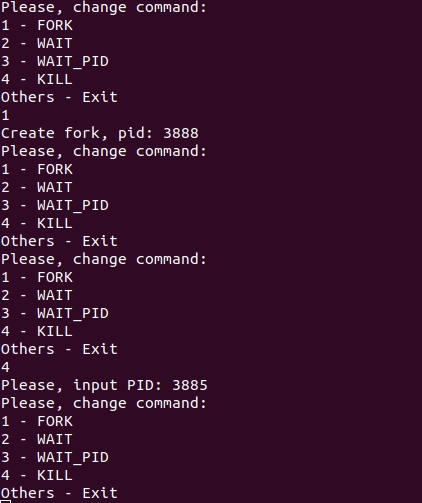 Please, change command:
1 - FORK
2 - WAIT
3 - WAIT_PID
4 - KILL
Others - Exit
1
Create fork, pid: 3888
Please, change command:
1 - FORK
2 - WAIT
3 - WAIT_PID
4 - KILL
Others - Exit
Please, change command:
1 - FORK
2 - WAIT
3 - WAIT_PID
4 - KILL
Others - Exit
4
Please, input PID: 3885
Please, change command:
1 - FORK
2 - WAIT
3 - WAIT_PID
4 - KILL
Others - Exit